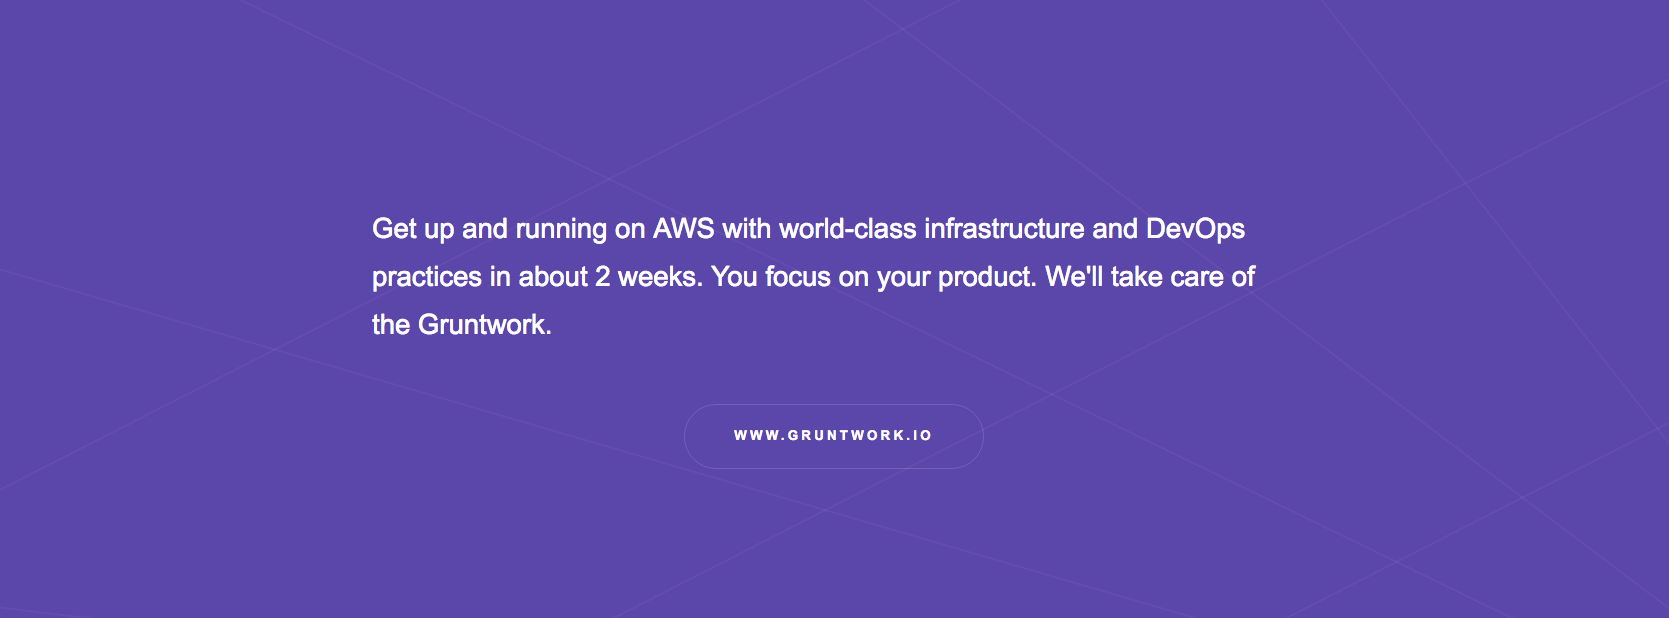 Get up and running on AWS with world-class infrastructure and DevOps
practices in about 2 weeks. You focus on your product. We'll take care of
the Gruntwork.
WWW.GRUNTWORK.IO